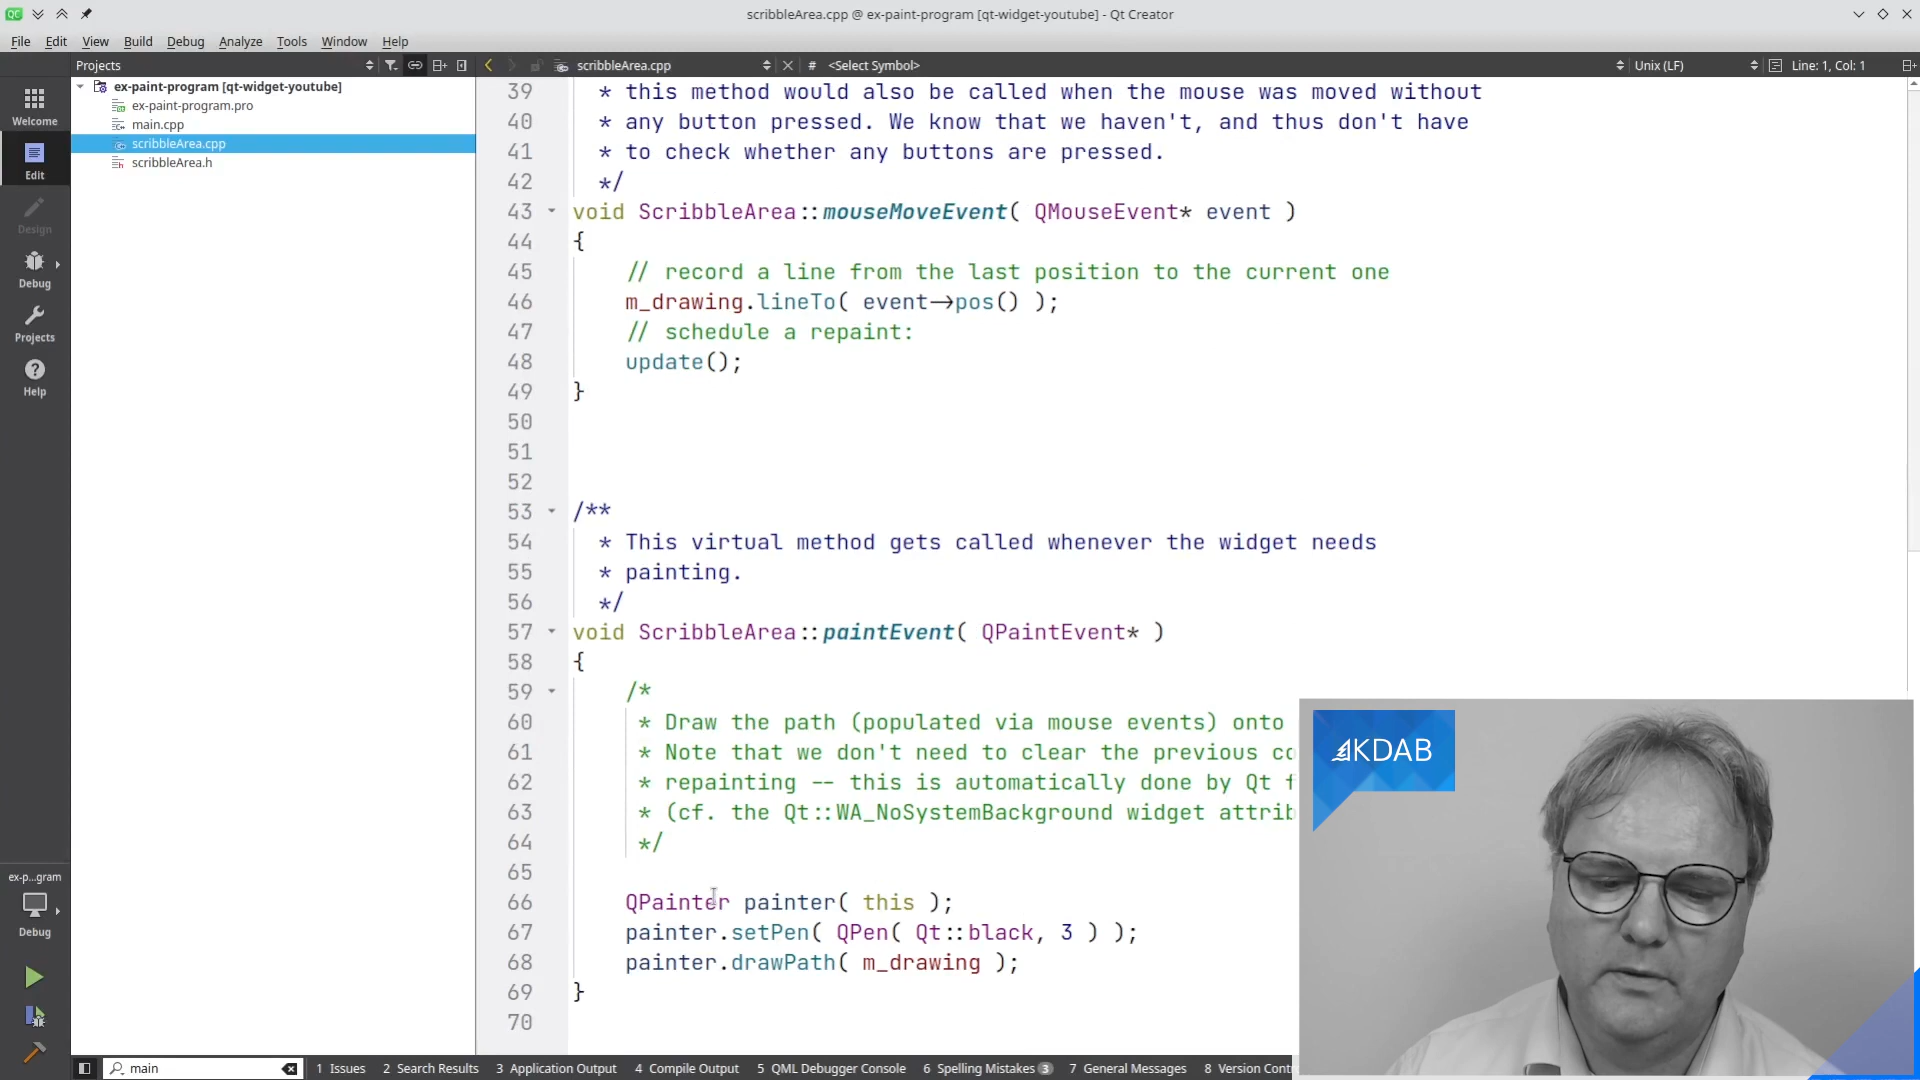 scribbleArea.cpp @ ex-paint-program [qt-widget-youtube] - Qt Creator
File Edit View Build Debug Analyze Tools Window Help
Projects
scribbleArea.cpp
# <Select Symbol>
Unix (LF)
Line: 1, Col: 1
ex-paint-program [qt-widget-youtube]
ex-paint-program.pro
main.cpp
scribbleArea.cpp
scribbleArea.h
Welcome
Edit
Design
Debug
Projects
Help
ex-p...gram
Debug
39 * this method would also be called when the mouse was moved without
40 * any button pressed. We know that we haven't, and thus don't have
41 * to check whether any buttons are pressed.
42 */
43 void ScribbleArea::mouseMoveEvent( QMouseEvent* event )
44 {
45 // record a line from the last position to the current one
46 m_drawing.lineTo( event->pos() );
47 // schedule a repaint:
48 update();
49 }
50
51
52
53 /**
54 * This virtual method gets called whenever the widget needs
55 * painting.
56 */
57 void ScribbleArea::paintEvent( QPaintEvent* )
58 {
59 /*
60 * Draw the path (populated via mouse events) onto
61 * Note that we don't need to clear the previous co
62 * repainting -- this is automatically done by Qt f
63 * (cf. the Qt::WA_NoSystemBackground widget attrib
64 */
65
66 QPainter painter( this );
67 painter.setPen( QPen( Qt::black, 3 ) );
68 painter.drawPath( m_drawing );
69 }
70
KDAB
main
1 Issues 2 Search Results 3 Application Output 4 Compile Output 5 QML Debugger Console 6 Spelling Mistakes 3 7 General Messages 8 Version Contr